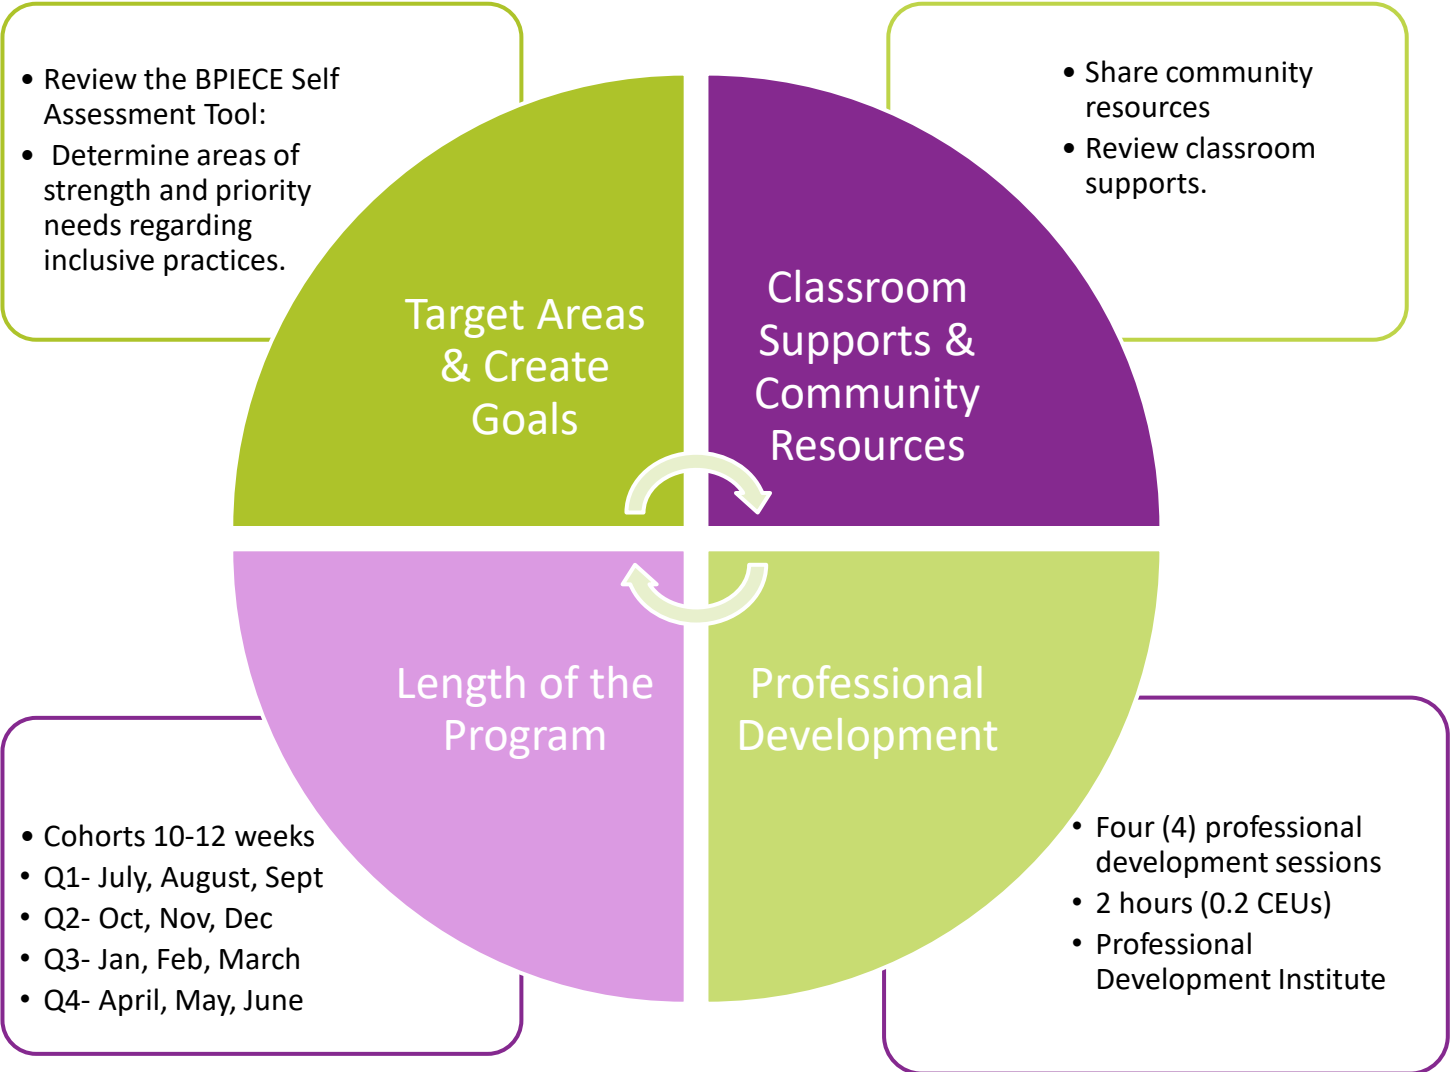 • Review the BPIECE Self
Assessment Tool:
• Determine areas of
strength and priority
needs regarding
inclusive practices.
• Share community
resources
• Review classroom
supports.
Target Areas
& Create
Goals
Classroom
Supports &
Community
Resources
Length of the
Program
Professional
Development
• Cohorts 10-12 weeks
• Q1- July, August, Sept
• Q2- Oct, Nov, Dec
• Q3- Jan, Feb, March
• Q4- April, May, June
• Four (4) professional
development sessions
• 2 hours (0.2 CEUs)
• Professional
Development Institute